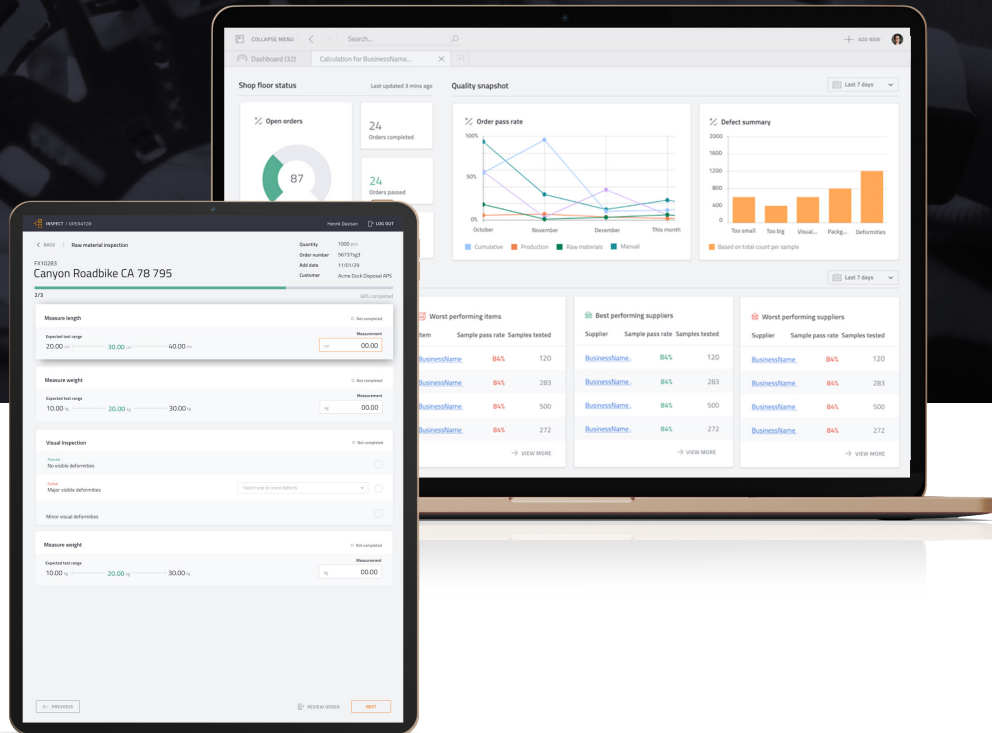 COLLAPSE MENU
Search...
ADD NEW
Dashboard (32)
Calculation for BusinessName...
Shop floor status
Last updated 3 mins ago
Quality snapshot
Last 7 days
Open orders
87
24
Orders completed
24
Orders passed
Order pass rate
100%
50%
0%
October November December This month
Cumulative Production Raw materials Manual
Defect summary
2000
1600
1200
800
400
0
Too small Too big Visual... Packg... Deformities
Based on total count per sample
Last 7 days
Worst performing items
Item Sample pass rate Samples tested
BusinessName 84% 120
BusinessName 84% 283
BusinessName 84% 500
BusinessName 84% 272
VIEW MORE
Best performing suppliers
Supplier Sample pass rate Samples tested
BusinessName. 84% 120
BusinessName. 84% 283
BusinessName. 84% 500
BusinessName. 84% 272
VIEW MORE
Worst performing suppliers
Supplier Sample pass rate Samples tested
BusinessName 84% 120
BusinessName 84% 283
BusinessName 84% 500
BusinessName 84% 272
VIEW MORE
INSPECT / OPERATOR
Henrik Davison
LOG OUT
BACK
Raw material inspection
FX10283
Canyon Roadbike CA 78 795
Quantity 1000 pcs
Order number 56737sg3
Add date 11/01/29
Customer Acme Duck Disposal APS
2/3
66% completed
Measure length
Not completed
Expected test range
20.00 cm 30.00 cm 40.00 cm
Measurement
cm 00.00
Measure weight
Not completed
Expected test range
10.00 kg 20.00 kg 30.00 kg
Measurement
kg 00.00
Visual inspection
Not completed
Passed
No visible deformities
Failed
Major visible deformities
Select one or more defects
Minor visual deformities
Measure weight
Not completed
Expected test range
10.00 kg 20.00 kg 30.00 kg
Measurement
kg 00.00
PREVIOUS
REVIEW ORDER
NEXT